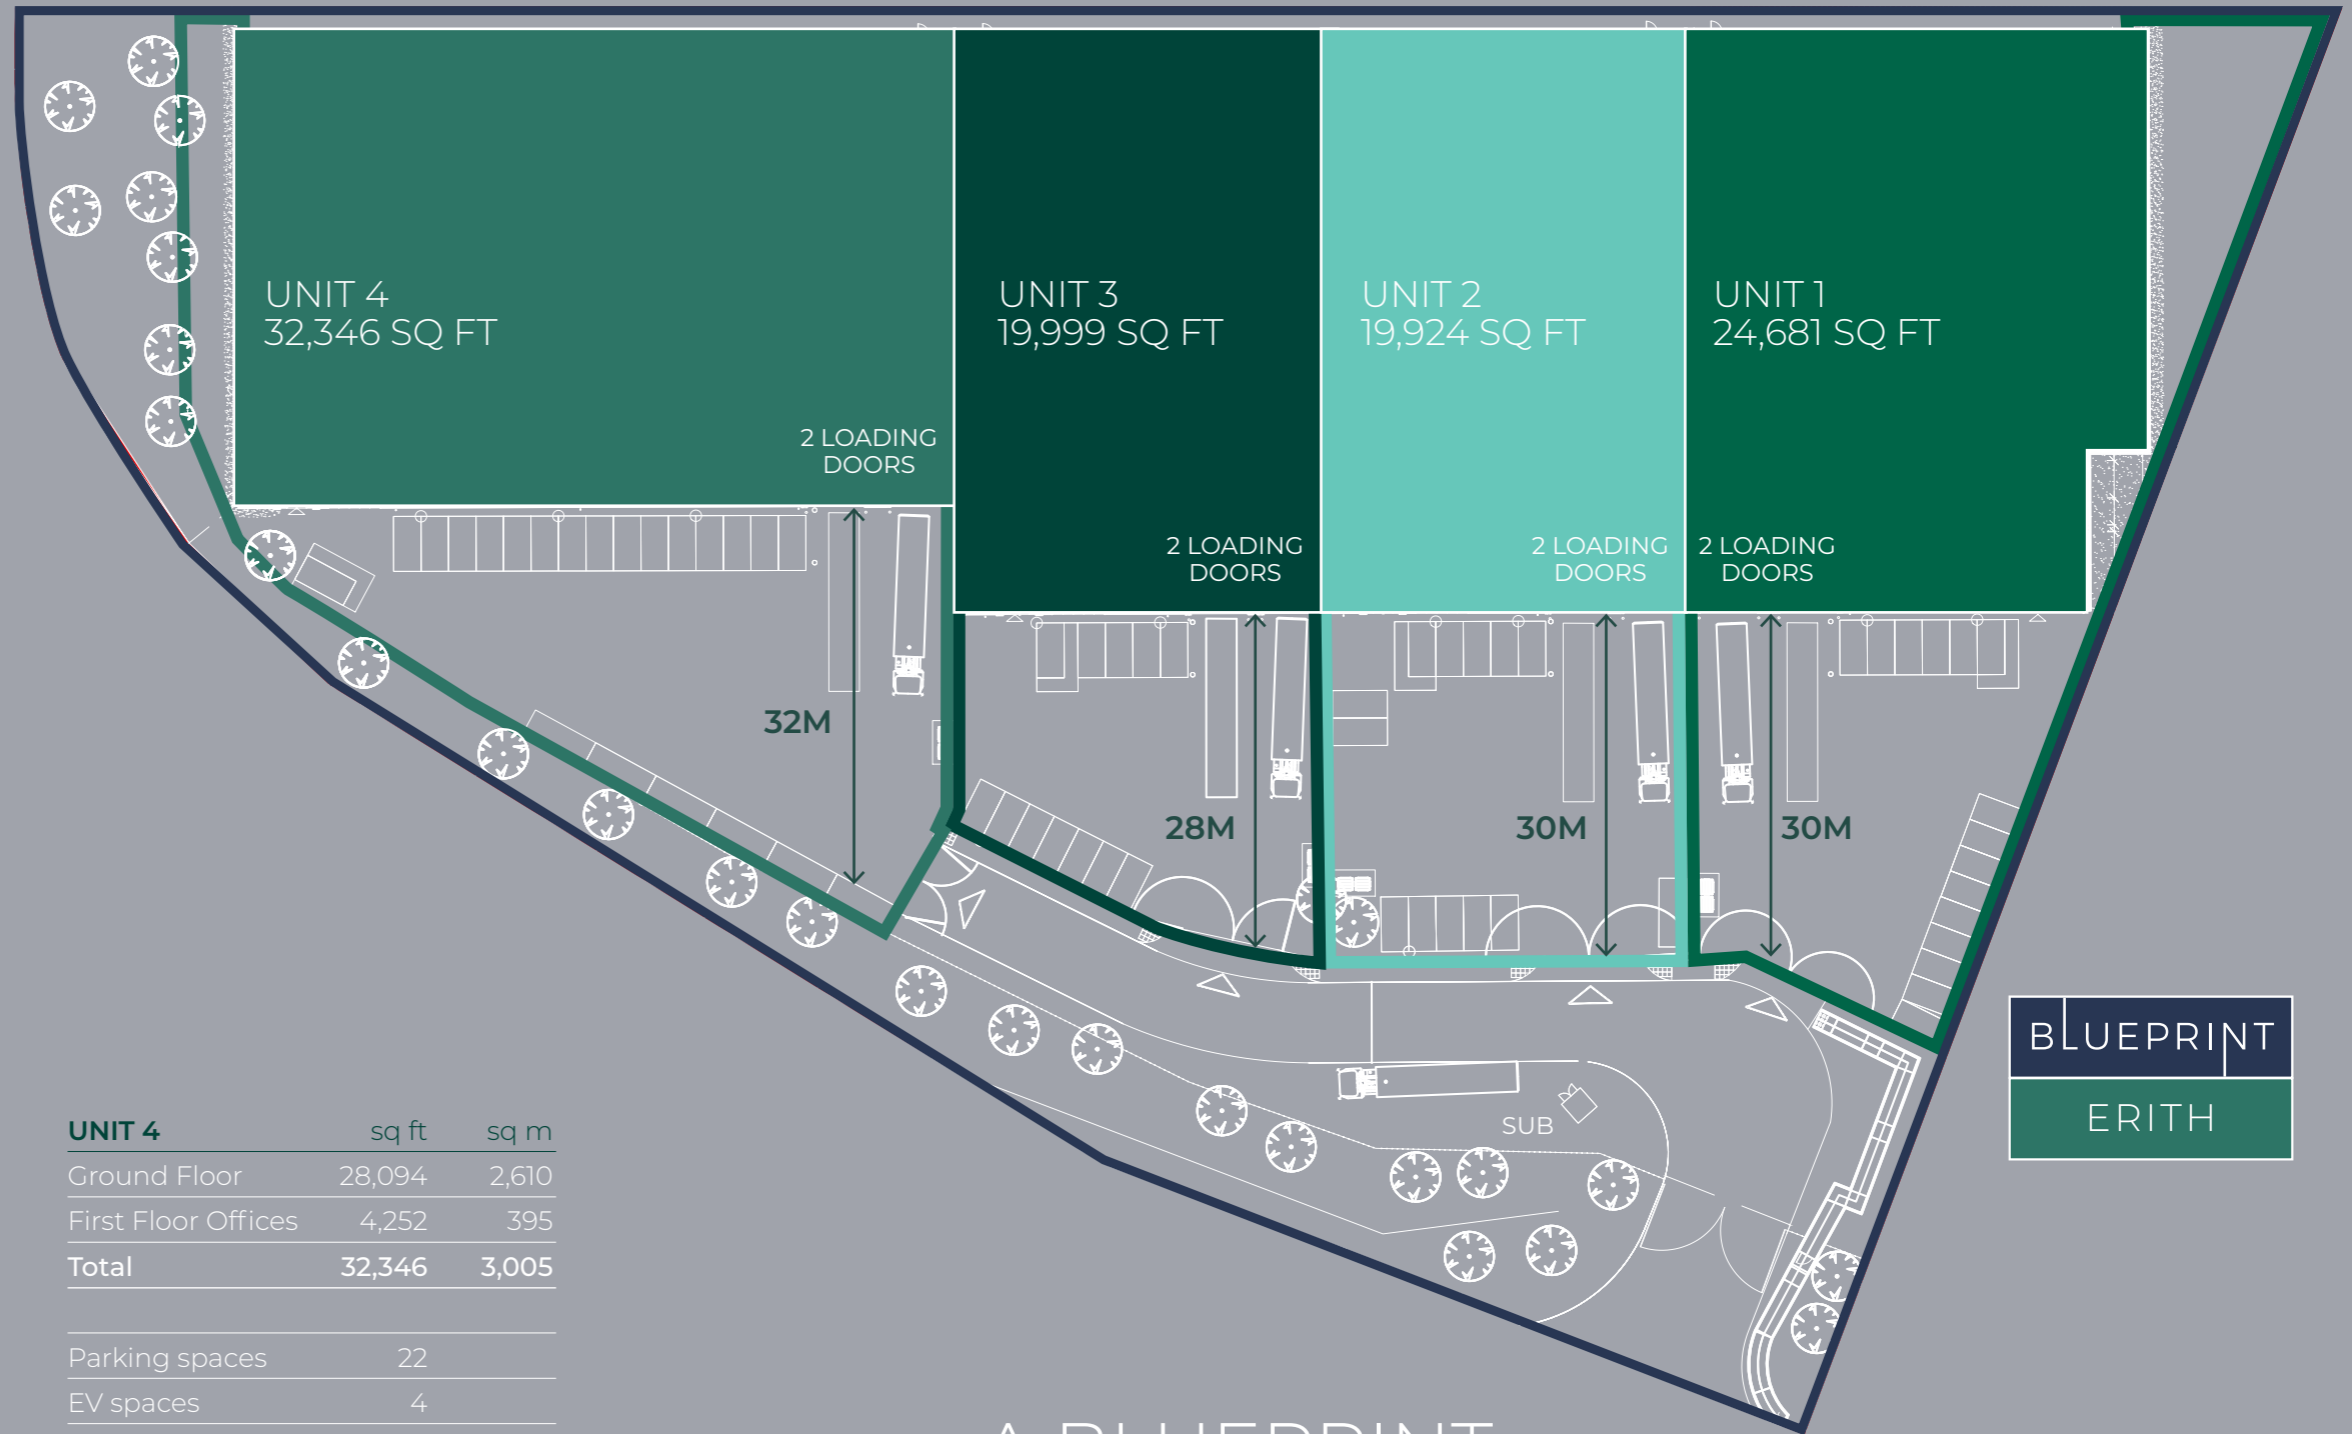 UNIT 4
32,346 SQ FT
2 LOADING
DOORS
UNIT 3
19,999 SQ FT
2 LOADING
DOORS
UNIT 2
19,924 SQ FT
2 LOADING
DOORS
UNIT 1
24,681 SQ FT
2 LOADING
DOORS
32M
28M
30M
30M
SUB
BLUEPRINT
ERITH
UNIT 4 sq ft sq m
Ground Floor 28,094 2,610
First Floor Offices 4,252 395
Total 32,346 3,005
Parking spaces 22
EV spaces 4
A BLUEPRINT